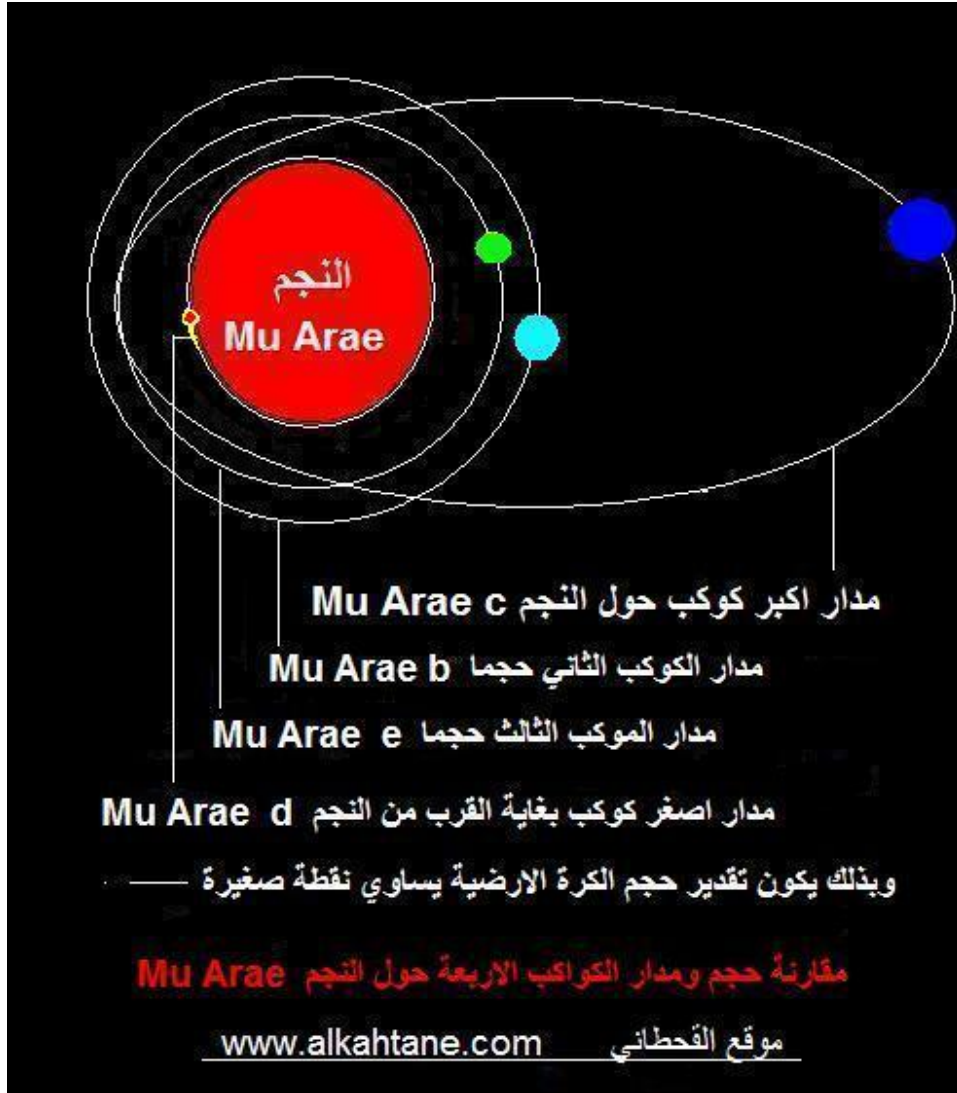 النجم
Mu Arae
مدار اكبر كوكب حول النجم Mu Arae c
مدار الكوكب الثاني حجما Mu Arae b
مدار الموكب الثالث حجما Mu Arae e
مدار اصغر كوكب بغاية القرب من النجم Mu Arae d
وبذلك يكون تقدير حجم الكرة الارضية يساوي نقطة صغيرة
مقارنة حجم ومدار الكواكب الاربعة حول النجم Mu Arae
موقع القحطاني www.alkahtane.com